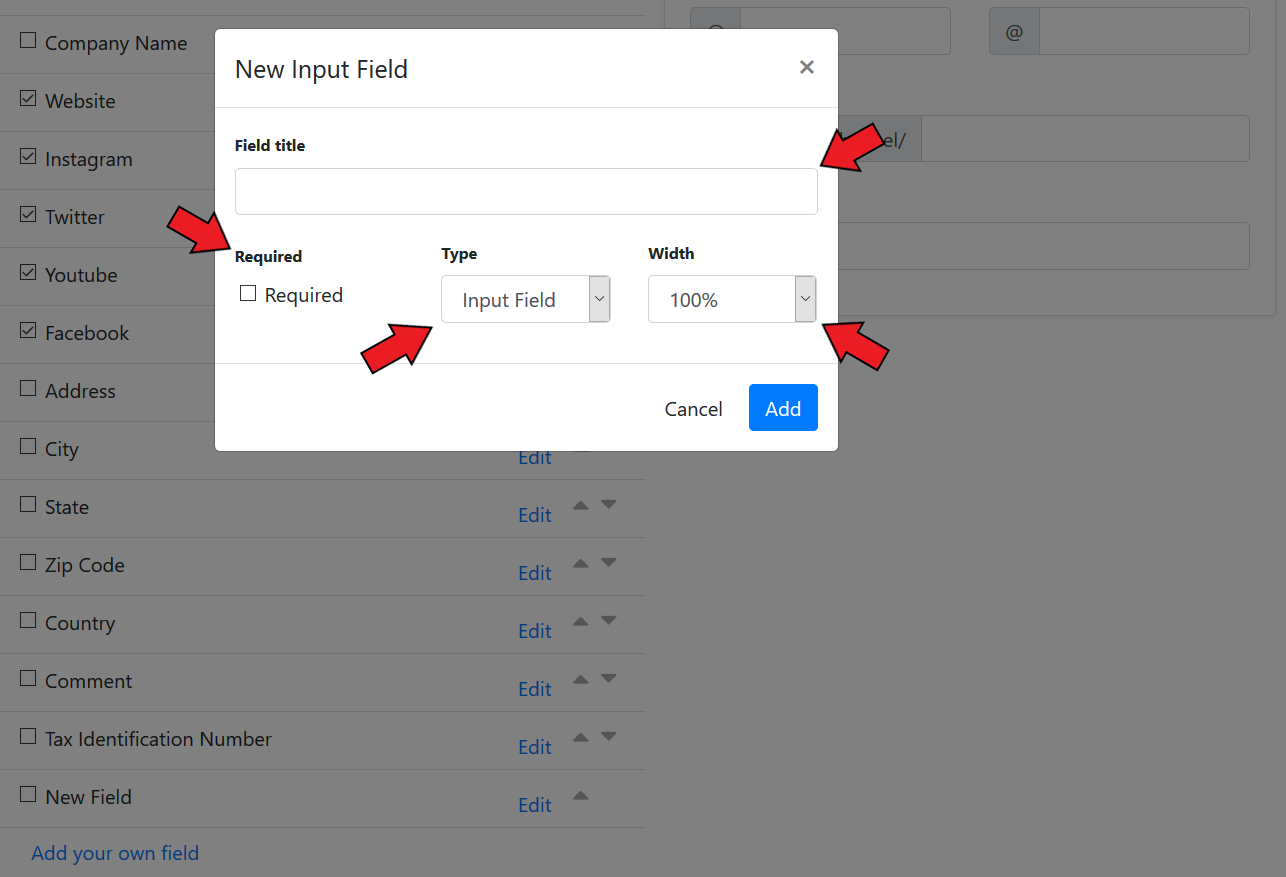 Company Name
@
Website
Instagram
Twitter
Youtube
Facebook
Address
City
Edit
State
Edit
Zip Code
Edit
Country
Edit
Comment
Edit
Tax Identification Number
Edit
New Field
Edit
Add your own field
New Input Field
×
Field title
Required
Type
Width
Required
Input Field
100%
Cancel
Add